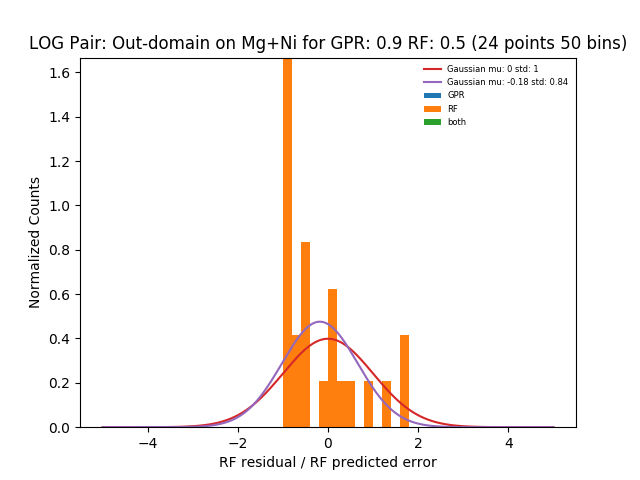 LOG Pair: Out-domain on Mg+Ni for GPR: 0.9 RF: 0.5 (24 points 50 bins)
Gaussian mu: 0 std: 1
Gaussian mu: -0.18 std: 0.84
GPR
RF
both
Normalized Counts
1.6
1.4
1.2
1.0
0.8
0.6
0.4
0.2
0.0
−4
−2
0
2
4
RF residual / RF predicted error